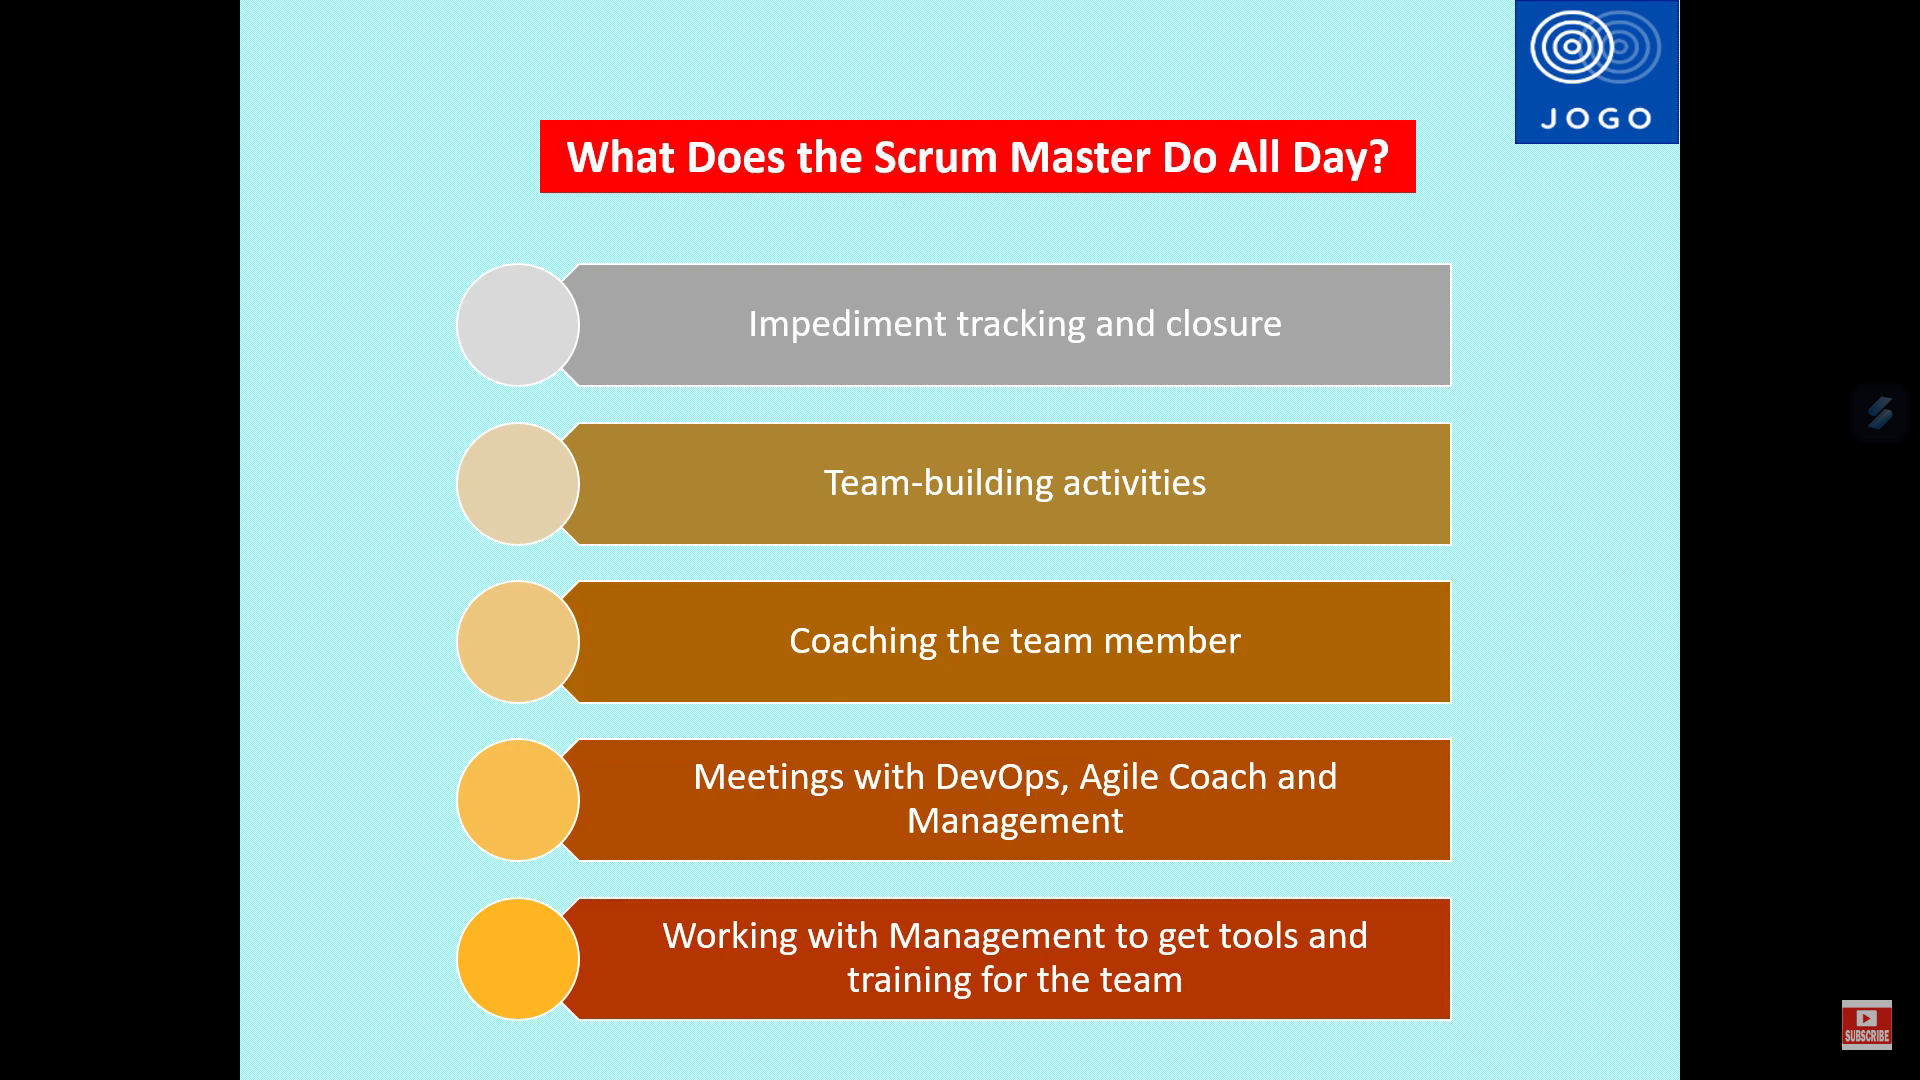 JOGO
What Does the Scrum Master Do All Day?
Impediment tracking and closure
Team-building activities
Coaching the team member
Meetings with DevOps, Agile Coach and
Management
Working with Management to get tools and
training for the team
SUBSCRIBE